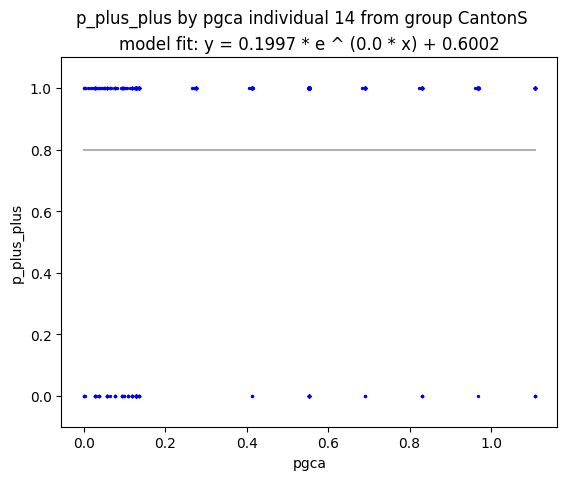 p_plus_plus by pgca individual 14 from group CantonS
model fit: y = 0.1997 * e ^ (0.0 * x) + 0.6002
1.0
0.8
0.6
0.4
0.2
0.0
p_plus_plus
0.0 0.2 0.4 0.6 0.8 1.0
pgca